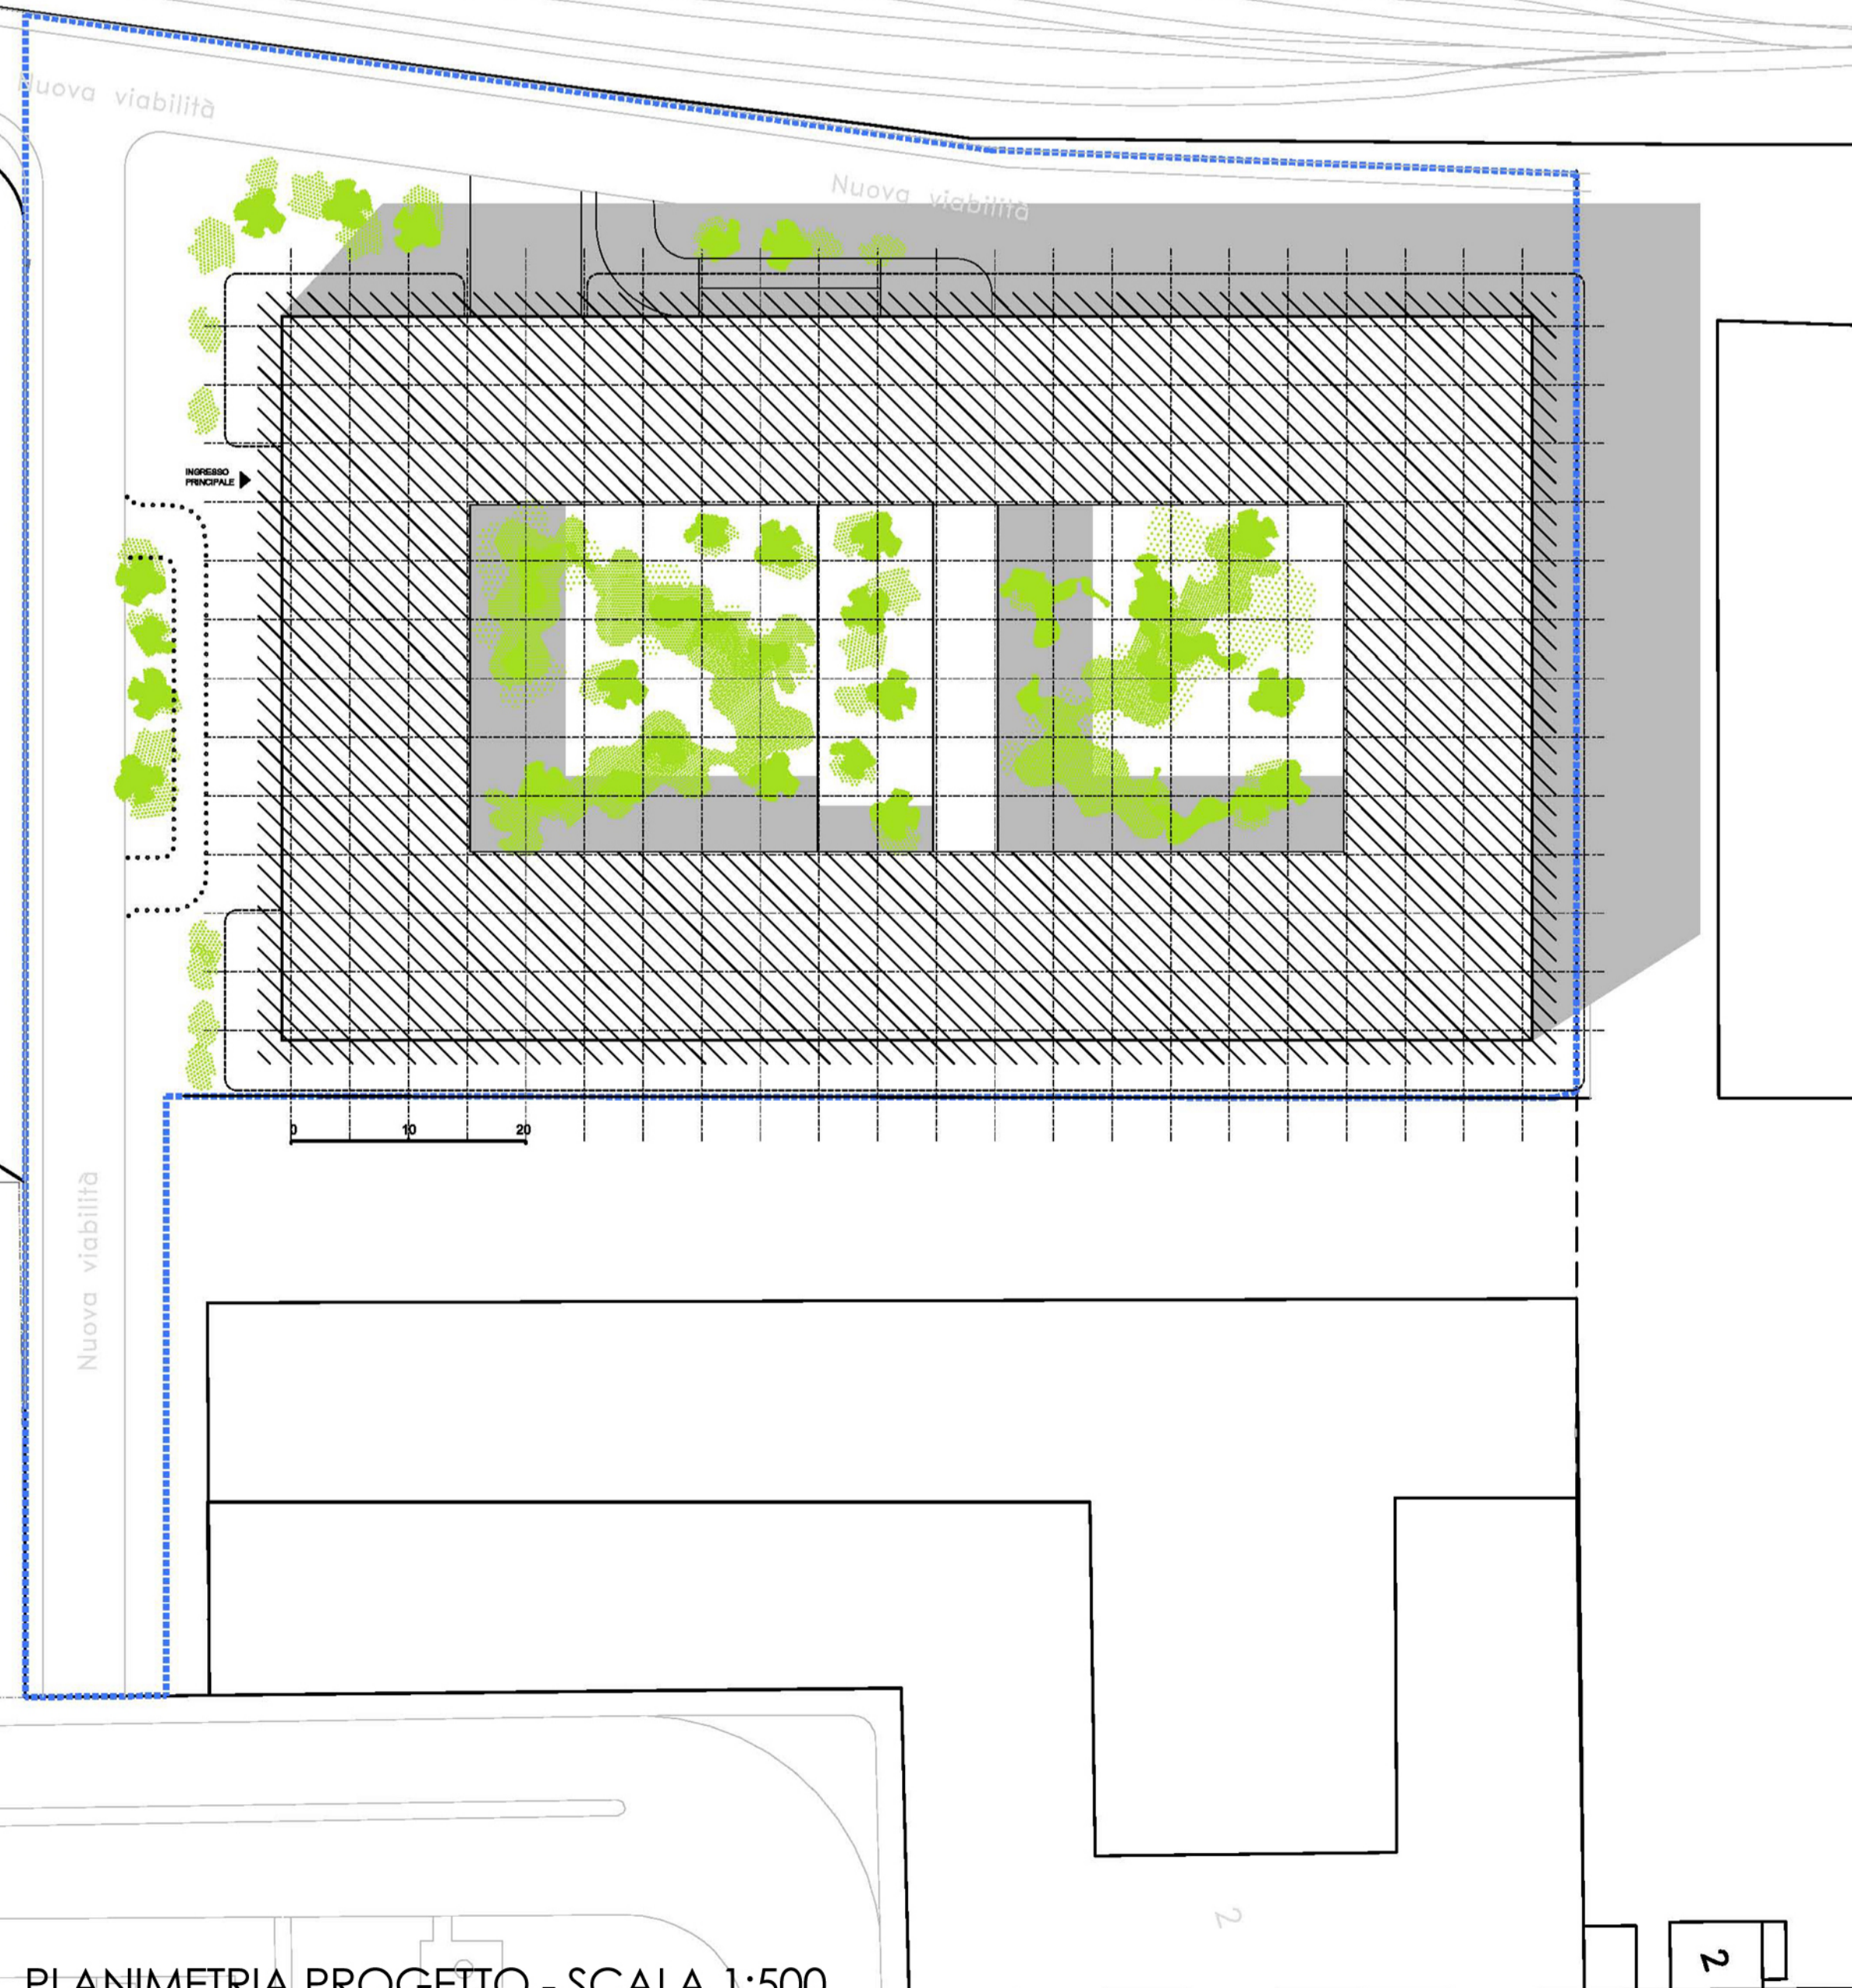 Nuova viabilità
Nuova viabilità
INGRESSO
PRINCIPALE
0 10 20
Nuova viabilità
2
2
PLANIMETRIA PROGETTO - SCALA 1:500